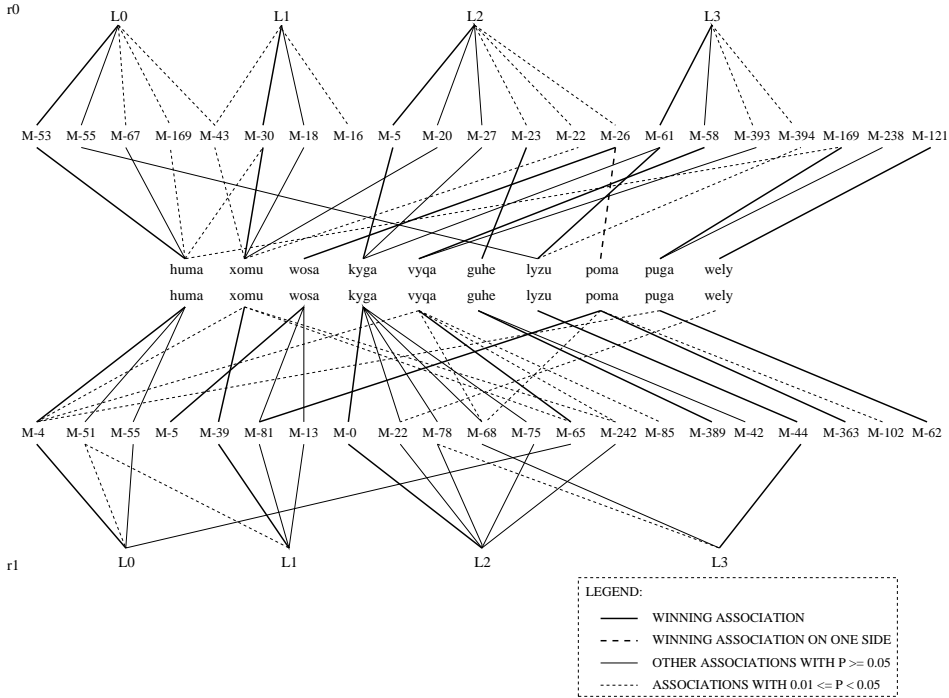 r0
L0 L1 L2 L3
M-53 M-55 M-67 M-169 M-43 M-30 M-18 M-16 M-5 M-20 M-27 M-23 M-22 M-26 M-61 M-58 M-393 M-394 M-169 M-238 M-121
huma xomu wosa kyga vyqa guhe lyzu poma puga wely
huma xomu wosa kyga vyqa guhe lyzu poma puga wely
M-4 M-51 M-55 M-5 M-39 M-81 M-13 M-0 M-22 M-78 M-68 M-75 M-65 M-242 M-85 M-389 M-42 M-44 M-363 M-102 M-62
L0 L1 L2 L3
r1
LEGEND:
WINNING ASSOCIATION
WINNING ASSOCIATION ON ONE SIDE
OTHER ASSOCIATIONS WITH P >= 0.05
ASSOCIATIONS WITH 0.01 <= P < 0.05